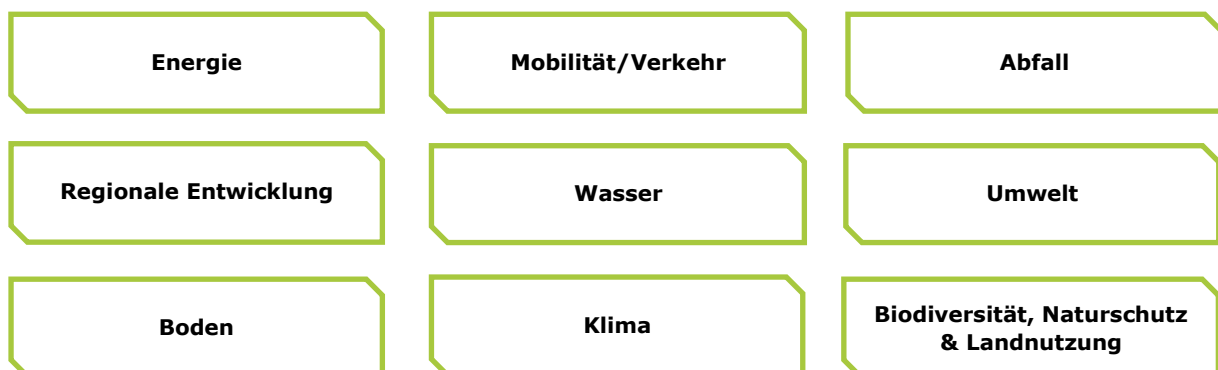 Energie
Mobilität/Verkehr
Abfall
Regionale Entwicklung
Wasser
Umwelt
Boden
Klima
Biodiversität, Naturschutz
& Landnutzung